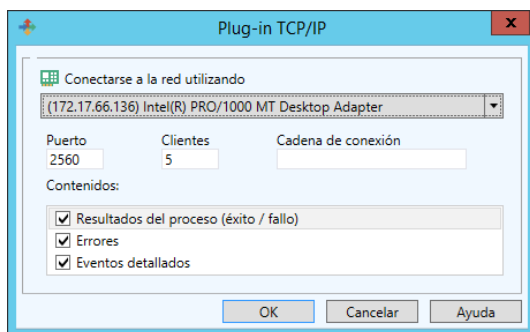 Plug-in TCP/IP
x
Conectarse a la red utilizando
(172.17.66.136) Intel(R) PRO/1000 MT Desktop Adapter
Puerto Clientes Cadena de conexión
2560 5
Contenidos:
Resultados del proceso (éxito / fallo)
Errores
Eventos detallados
OK Cancelar Ayuda